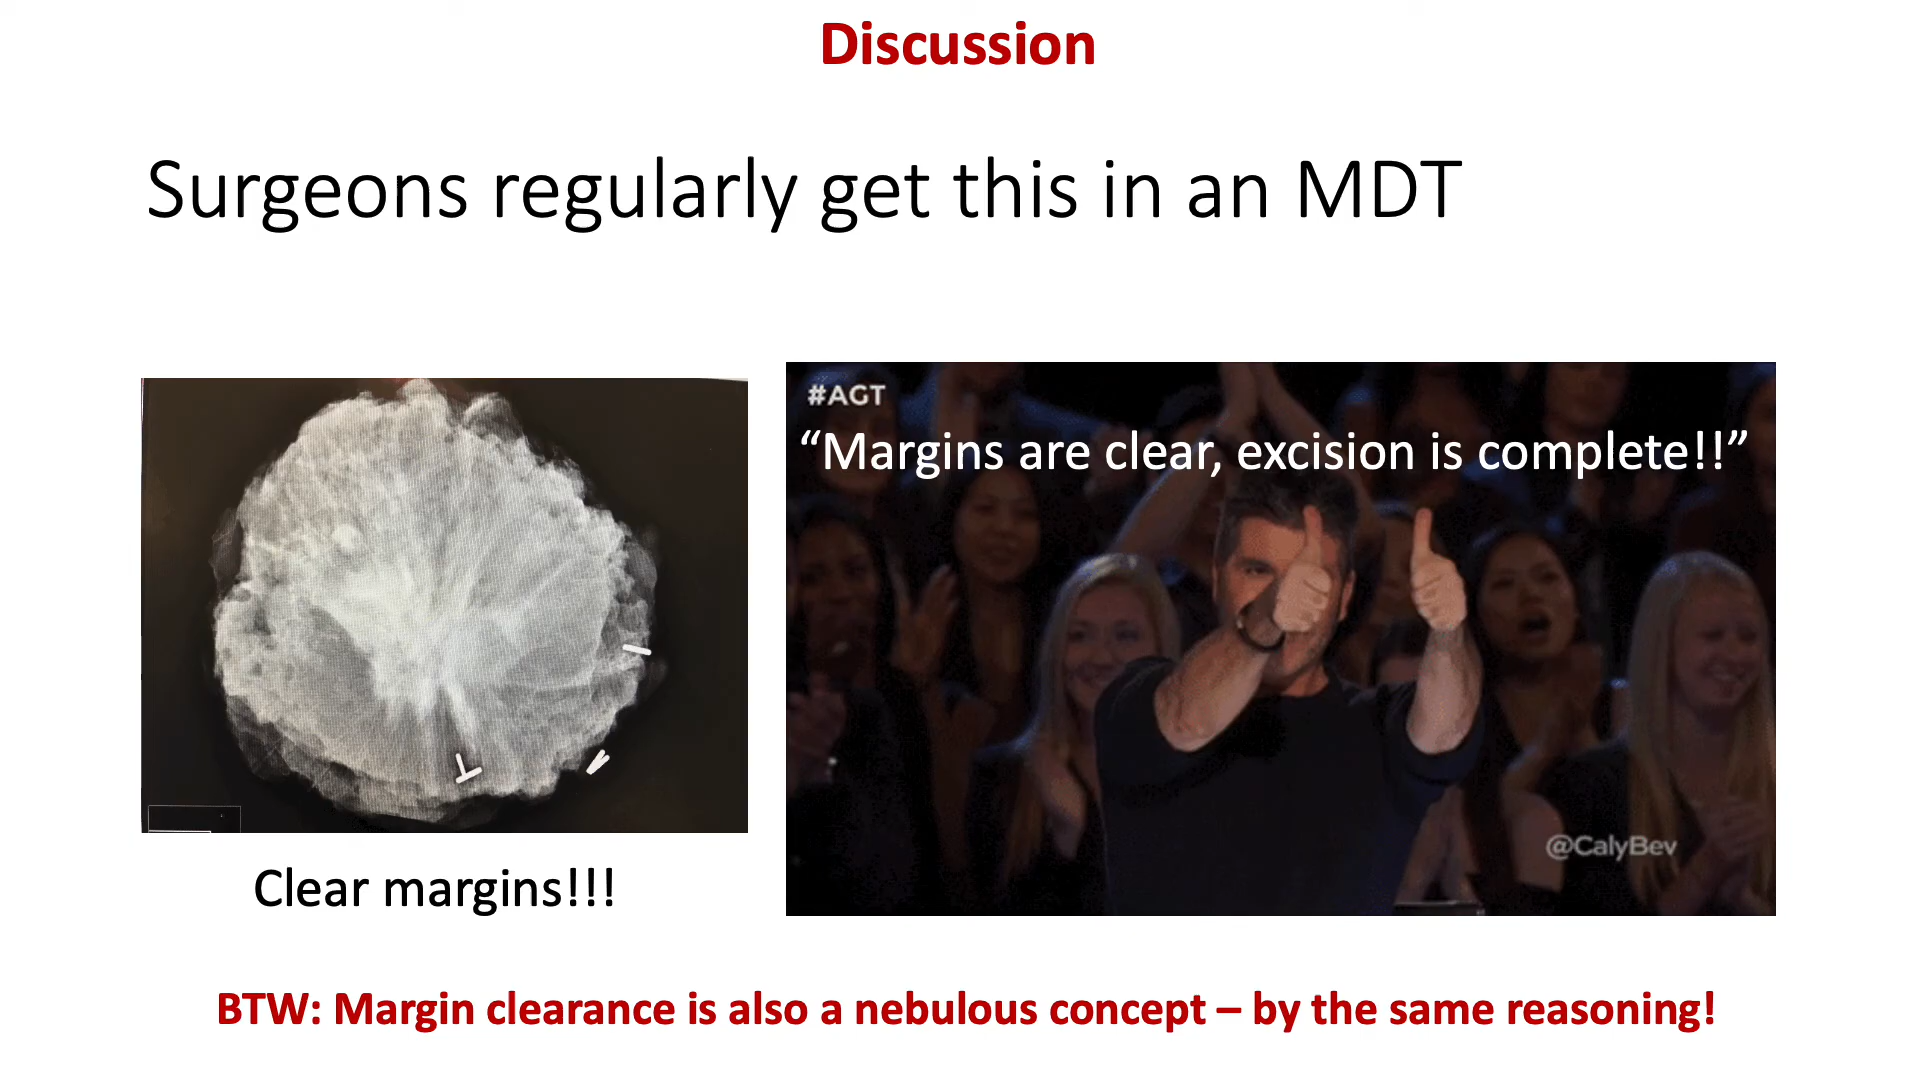 Discussion
Surgeons regularly get this in an MDT
#AGT
“Margins are clear, excision is complete!!”
@CalyBev
Clear margins!!!
BTW: Margin clearance is also a nebulous concept – by the same reasoning!